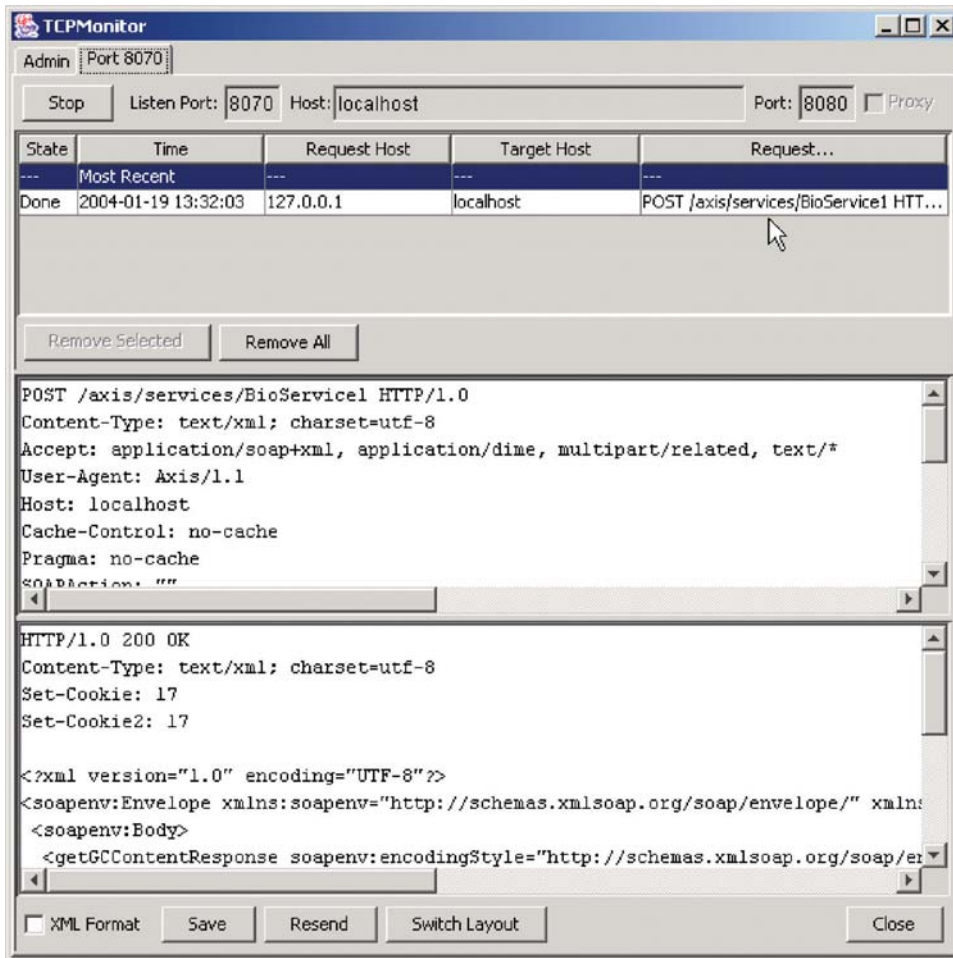 TCPMonitor
Admin Port 8070
Stop Listen Port: 8070 Host: localhost Port: 8080 Proxy
State Time Request Host Target Host Request...
--- Most Recent --- --- ---
Done 2004-01-19 13:32:03 127.0.0.1 localhost POST /axis/services/BioService1 HTT...
Remove Selected Remove All
POST /axis/services/BioService1 HTTP/1.0
Content-Type: text/xml; charset=utf-8
Accept: application/soap+xml, application/dime, multipart/related, text/*
User-Agent: Axis/1.1
Host: localhost
Cache-Control: no-cache
Pragma: no-cache
SOAPAction: ""
HTTP/1.0 200 OK
Content-Type: text/xml; charset=utf-8
Set-Cookie: 17
Set-Cookie2: 17
<?xml version="1.0" encoding="UTF-8"?>
<soapenv:Envelope xmlns:soapenv="http://schemas.xmlsoap.org/soap/envelope/" xmlns
<soapenv:Body>
<getGCContentResponse soapenv:encodingStyle="http://schemas.xmlsoap.org/soap/en
XML Format Save Resend Switch Layout Close